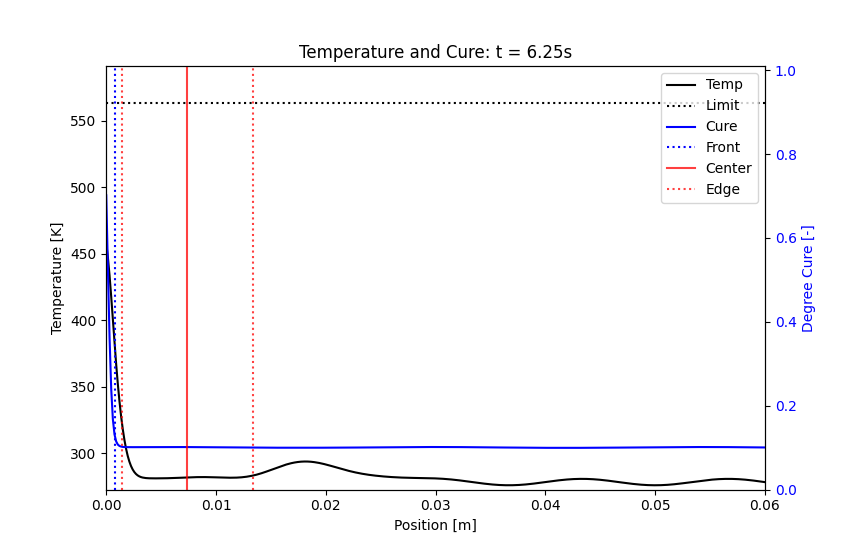 Temperature and Cure: t = 6.25s
Temp
Limit
Cure
Front
Center
Edge
Temperature [K]
550
500
450
400
350
300
Degree Cure [-]
1.0
0.8
0.6
0.4
0.2
0.0
0.00 0.01 0.02 0.03 0.04 0.05 0.06
Position [m]